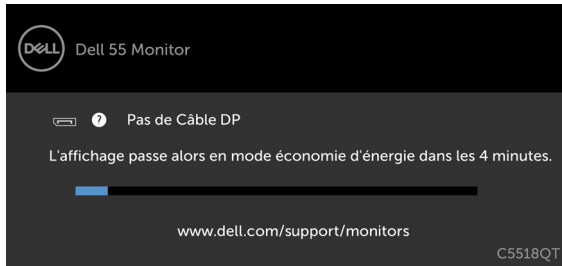 DELL Dell 55 Monitor
? Pas de Câble DP
L'affichage passe alors en mode économie d'énergie dans les 4 minutes.
www.dell.com/support/monitors
C5518QT